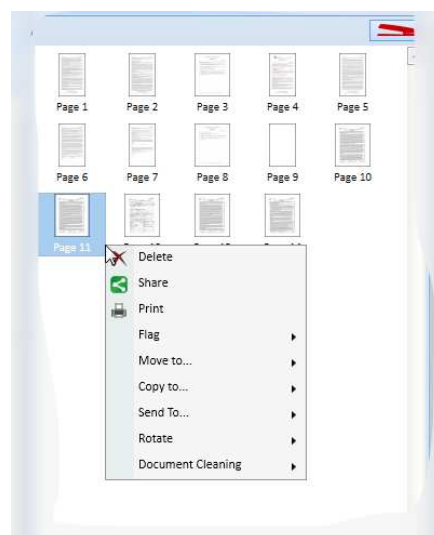 Page 1 Page 2 Page 3 Page 4 Page 5
Page 6 Page 7 Page 8 Page 9 Page 10
Page 11
Delete
Share
Print
Flag
Move to...
Copy to...
Send To...
Rotate
Document Cleaning